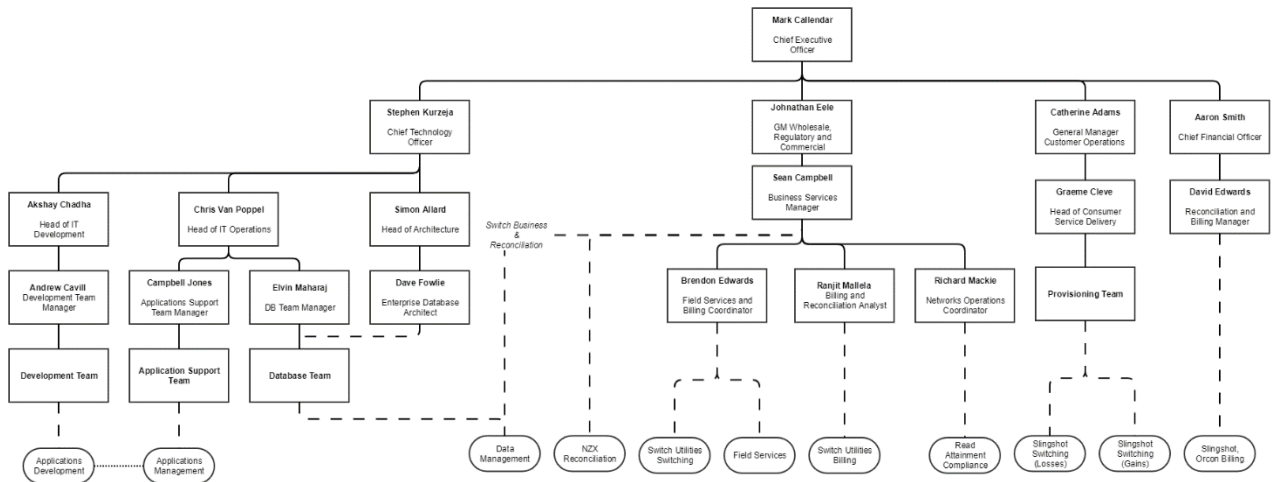 Mark Callendar
Chief Executive
Officer
Stephen Kurzeja
Chief Technology
Officer
Johnathan Eele
GM Wholesale,
Regulatory and
Commercial
Catherine Adams
General Manager
Customer Operations
Aaron Smith
Chief Financial Officer
Akshay Chadha
Head of IT
Development
Chris Van Poppel
Head of IT Operations
Simon Allard
Head of Architecture
Switch Business
&
Reconciliation
Sean Campbell
Business Services
Manager
Graeme Cleve
Head of Consumer
Service Delivery
David Edwards
Reconciliation and
Billing Manager
Andrew Cavill
Development Team
Manager
Campbell Jones
Applications Support
Team Manager
Elvin Maharaj
DB Team Manager
Dave Fowlie
Enterprise Database
Architect
Brendon Edwards
Field Services and
Billing Coordinator
Ranjit Mallela
Billing and
Reconciliation Analyst
Richard Mackie
Networks Operations
Coordinator
Provisioning Team
Development Team
Application Support
Team
Database Team
Applications
Development
Applications
Management
Data
Management
NZX
Reconciliation
Switch Utilities
Switching
Field Services
Switch Utilities
Billing
Read
Attainment
Compliance
Slingshot
Switching
(Losses)
Slingshot
Switching
(Gains)
Slingshot,
Orcon Billing